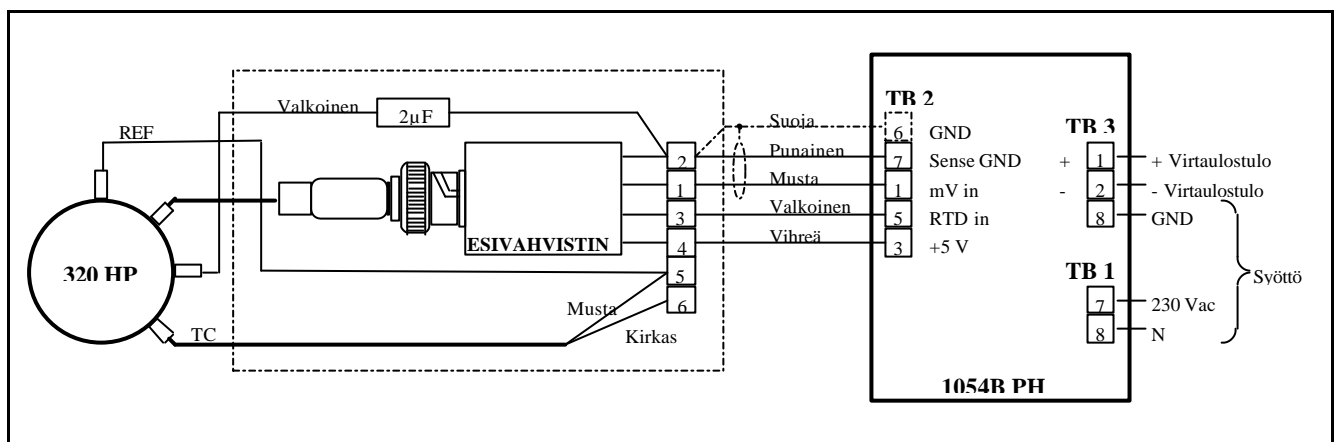 TB 2
Valkoinen
2µF
Suoja
6 GND
TB 3
REF
2
Punainen
7 Sense GND
+ 1 + Virtaulostulo
1
Musta
1 mV in
- 2 - Virtaulostulo
3
Valkoinen
5 RTD in
8 GND
ESIVAHVISTIN
4
Vihreä
3 +5 V
320 HP
5
TB 1
Syöttö
Musta
6
7 230 Vac
TC
Kirkas
8 N
1054B PH